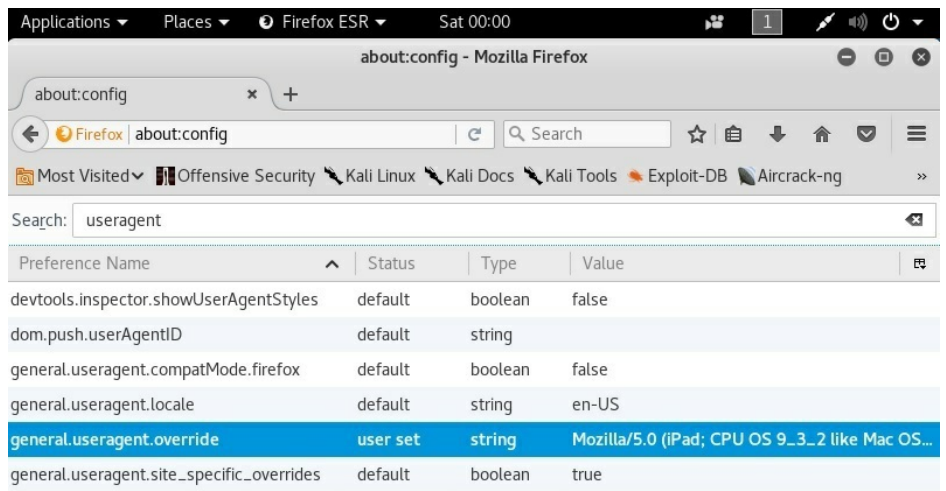 Applications Places Firefox ESR Sat 00:00 1
about:config - Mozilla Firefox
about:config
Firefox about:config Search
Most Visited Offensive Security Kali Linux Kali Docs Kali Tools Exploit-DB Aircrack-ng »
Search: useragent
Preference Name Status Type Value
devtools.inspector.showUserAgentStyles default boolean false
dom.push.userAgentID default string
general.useragent.compatMode.firefox default boolean false
general.useragent.locale default string en-US
general.useragent.override user set string Mozilla/5.0 (iPad; CPU OS 9_3_2 like Mac OS...
general.useragent.site_specific_overrides default boolean true